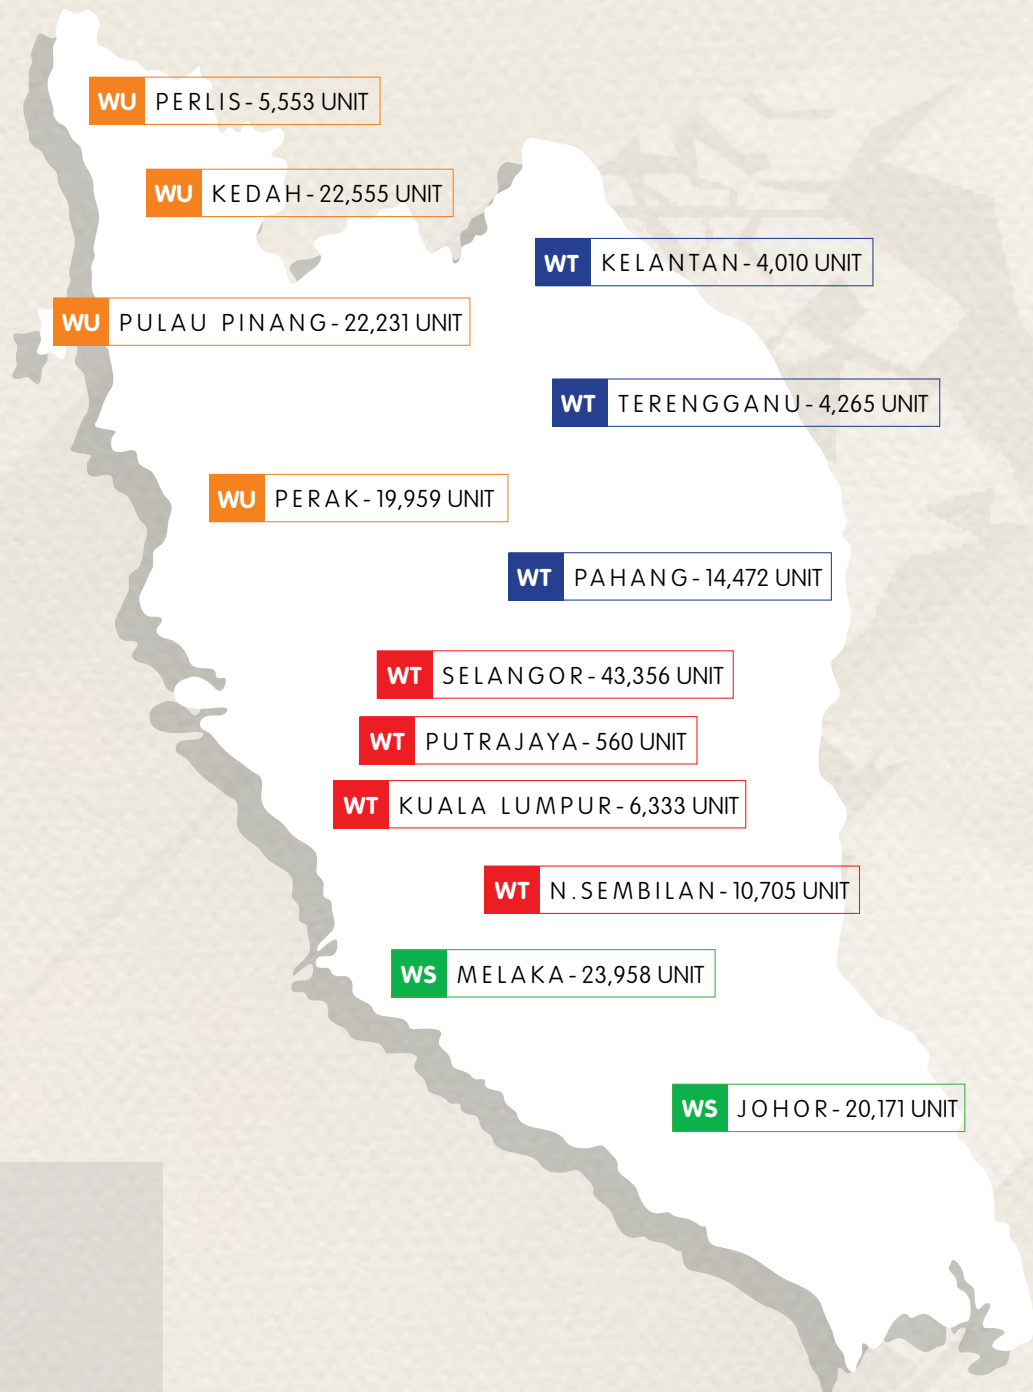 WU PERLIS - 5,553 UNIT
WU KEDAH - 22,555 UNIT
WT KELANTAN - 4,010 UNIT
WU PULAU PINANG - 22,231 UNIT
WT TERENGGANU - 4,265 UNIT
WU PERAK - 19,959 UNIT
WT PAHANG - 14,472 UNIT
WT SELANGOR - 43,356 UNIT
WT PUTRAJAYA - 560 UNIT
WT KUALA LUMPUR - 6,333 UNIT
WT N.SEMBILAN - 10,705 UNIT
WS MELAKA - 23,958 UNIT
WS JOHOR - 20,171 UNIT